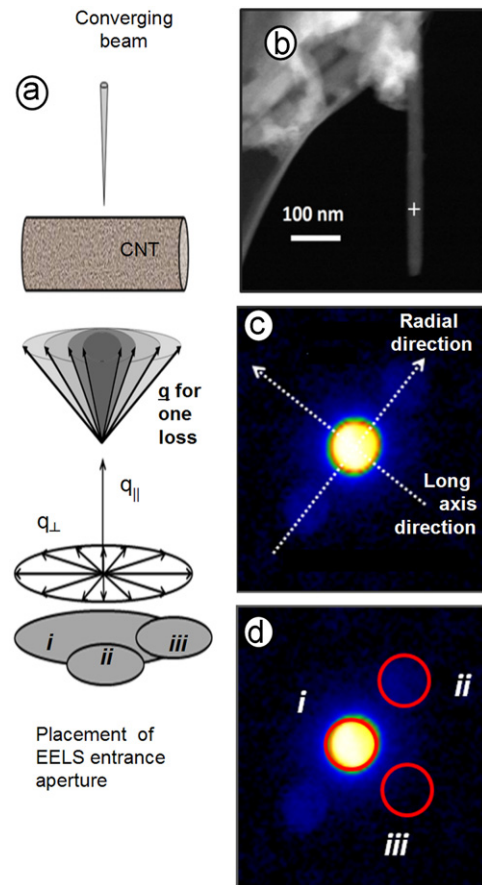 Converging
beam
a
CNT
q for
one
loss
q||
q⊥
i
ii
iii
Placement of
EELS entrance
aperture
b
100 nm
c
Radial
direction
Long
axis
direction
d
i
ii
iii